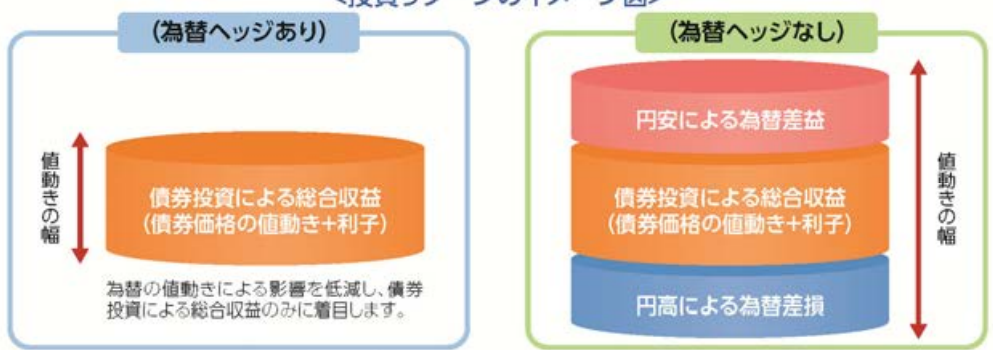 (為替ヘッジあり)
値動きの幅
債券投資による総合収益
(債券価格の値動き+利子)
為替の値動きによる影響を低減し、債券
投資による総合収益のみに着目します。
(為替ヘッジなし)
円安による為替差益
債券投資による総合収益
(債券価格の値動き+利子)
円高による為替差損
値動きの幅